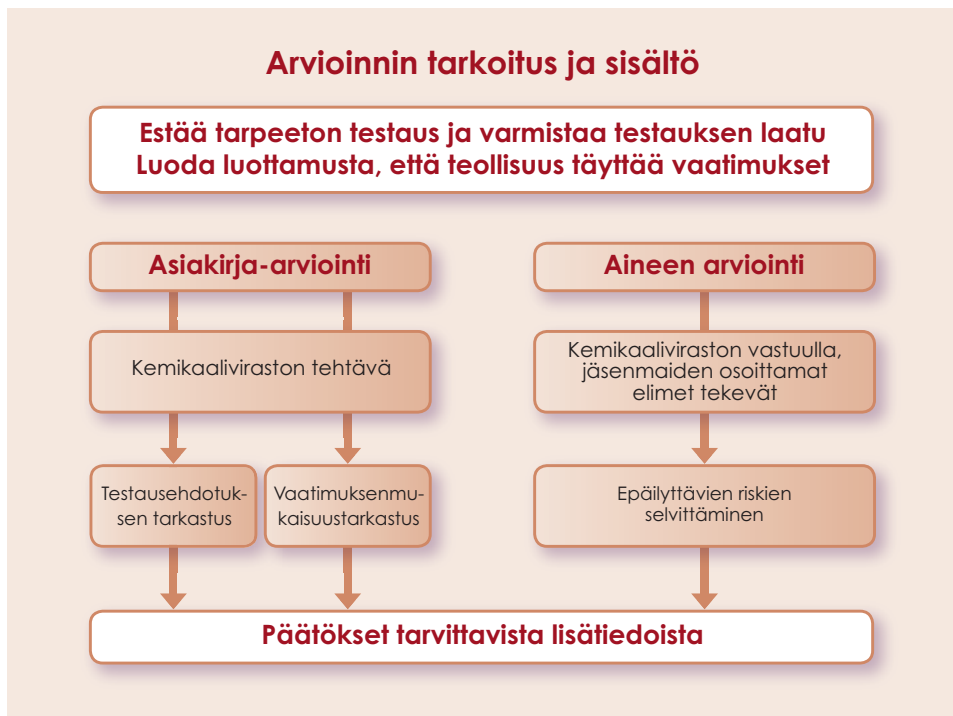 Arvioinnin tarkoitus ja sisältö
Estää tarpeeton testaus ja varmistaa testauksen laatu
Luoda luottamusta, että teollisuus täyttää vaatimukset
Asiakirja-arviointi
Kemikaaliviraston tehtävä
Testausehdotuk-
sen tarkastus
Vaatimuksenmu-
kaisuustarkastus
Aineen arviointi
Kemikaaliviraston vastuulla,
jäsenmaiden osoittamat
elimet tekevät
Epäilyttävien riskien
selvittäminen
Päätökset tarvittavista lisätiedoista